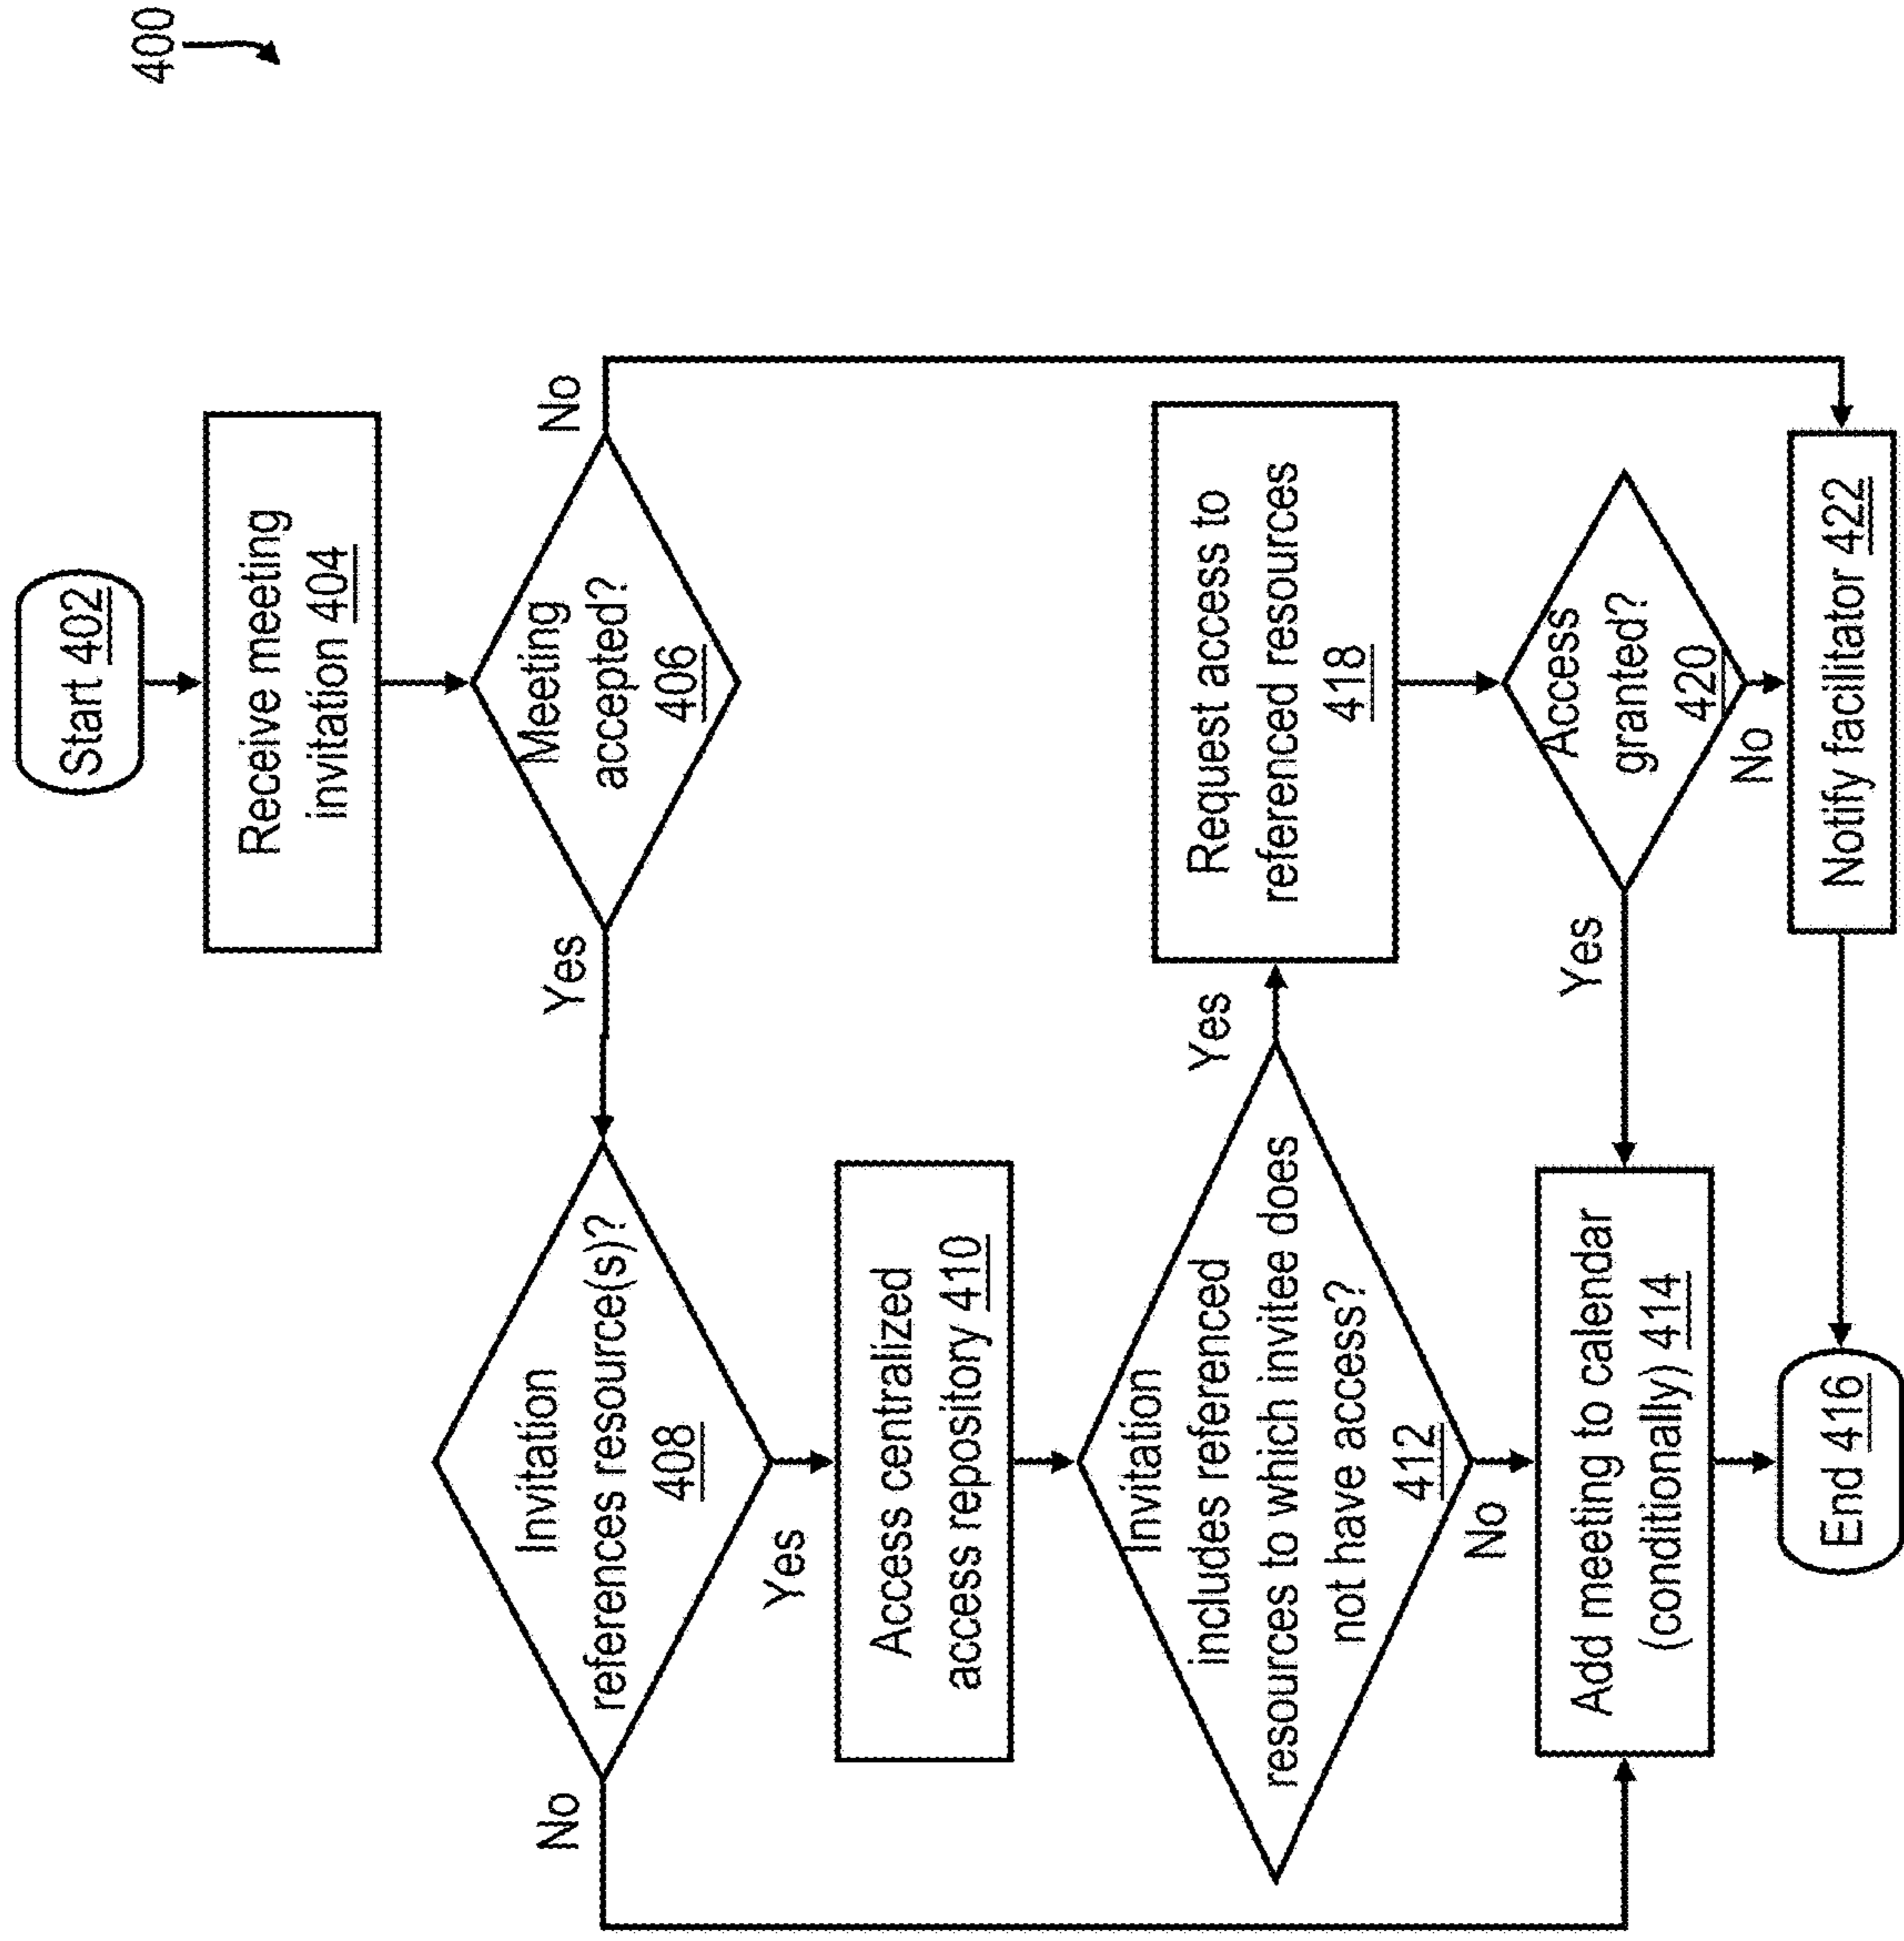 400
Start 402
Receive meeting
invitation 404
Meeting
accepted?
406
Yes
No
Invitation
references resource(s)?
408
No
Yes
Access centralized
access repository 410
Invitation
includes referenced
resources to which invitee does
not have access?
412
Yes
No
Request access to
referenced resources
418
Access
granted?
420
Yes
No
Add meeting to calendar
(conditionally) 414
Notify facilitator 422
End 416